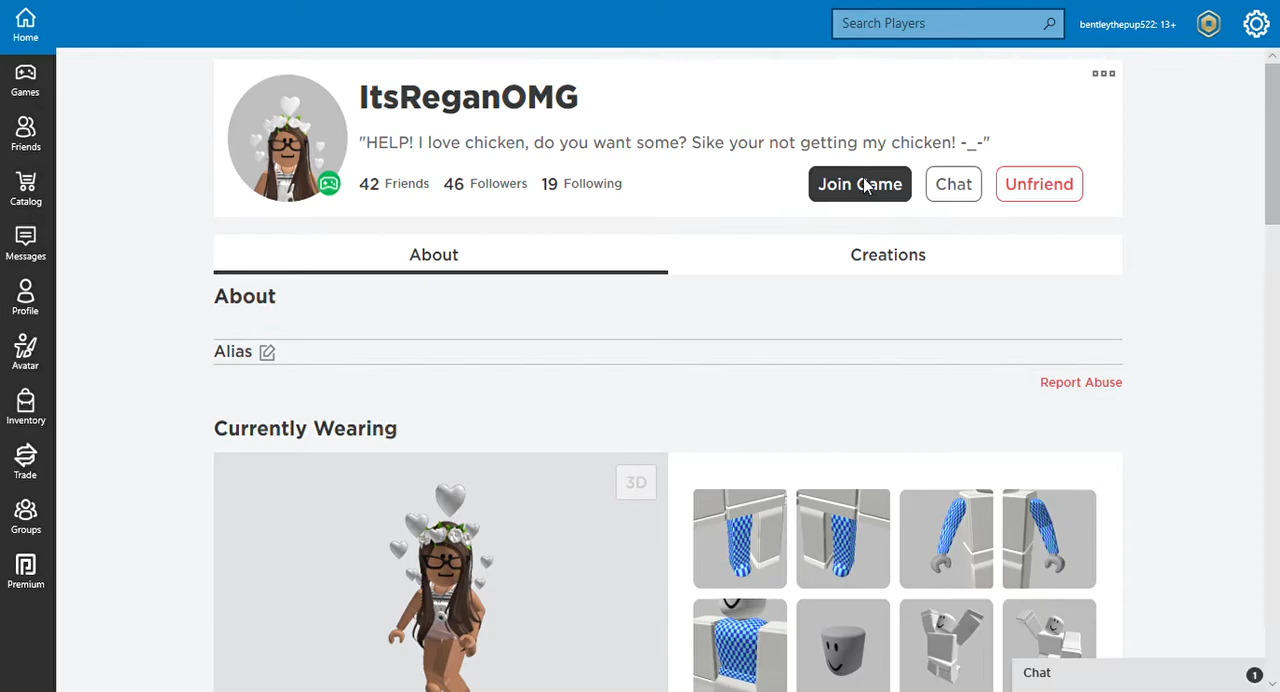 Home
Search Players
bentleythepup522: 13+
Games
Friends
Catalog
Messages
Profile
Avatar
Inventory
Trade
Groups
Premium
ItsReganOMG
"HELP! I love chicken, do you want some? Sike your not getting my chicken! -_-"
42 Friends 46 Followers 19 Following
Join Game
Chat
Unfriend
About
Creations
About
Alias
Report Abuse
Currently Wearing
3D
Chat
1